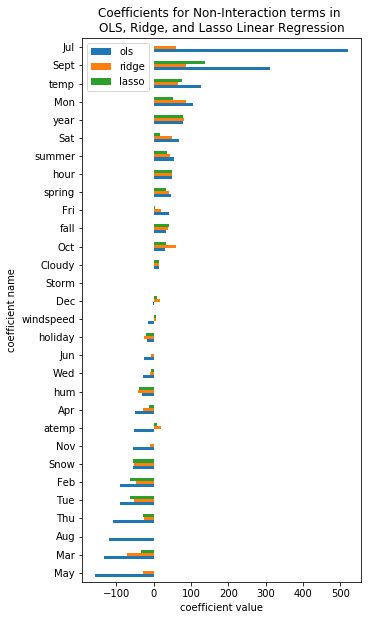 Coefficients for Non-Interaction terms in
OLS, Ridge, and Lasso Linear Regression
ols
ridge
lasso
Jul
Sept
temp
Mon
year
Sat
summer
hour
spring
Fri
fall
Oct
Cloudy
Storm
Dec
windspeed
holiday
Jun
Wed
hum
Apr
atemp
Nov
Snow
Feb
Tue
Thu
Aug
Mar
May
coefficient name
−100 0 100 200 300 400 500
coefficient value